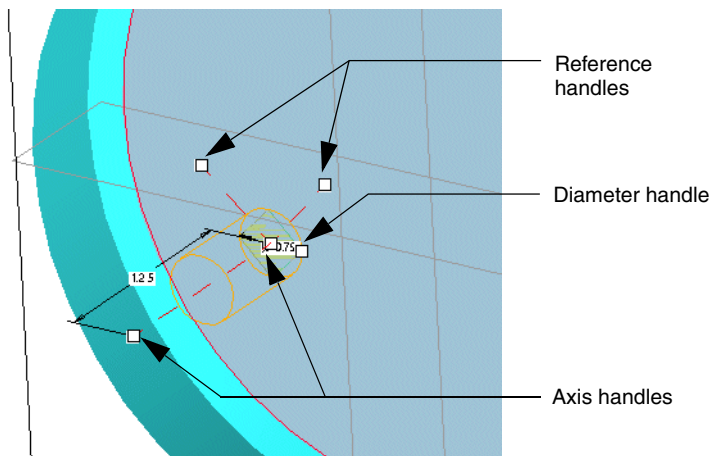 Reference
handles
Diameter handle
0.75
1.2 5
Axis handles